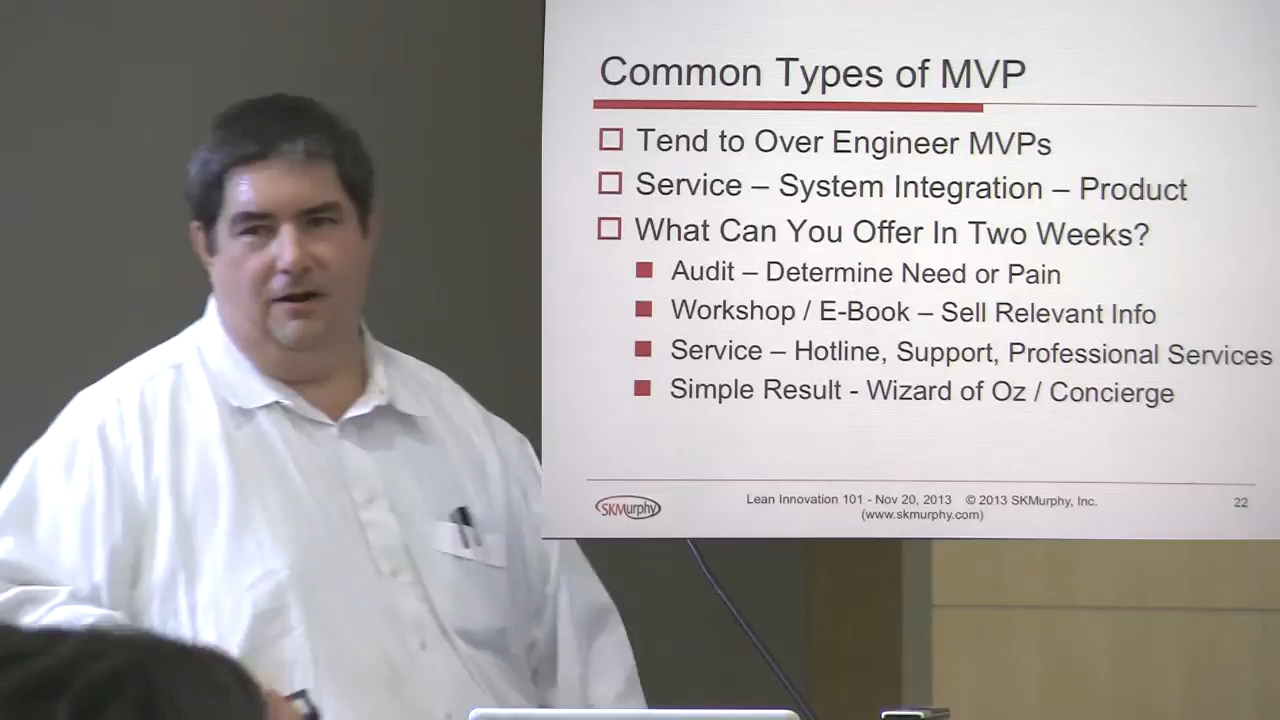 Common Types of MVP
Tend to Over Engineer MVPs
Service – System Integration – Product
What Can You Offer In Two Weeks?
Audit – Determine Need or Pain
Workshop / E-Book – Sell Relevant Info
Service – Hotline, Support, Professional Services
Simple Result - Wizard of Oz / Concierge
SKMurphy
Lean Innovation 101 - Nov 20, 2013 © 2013 SKMurphy, Inc.
(www.skmurphy.com)
22